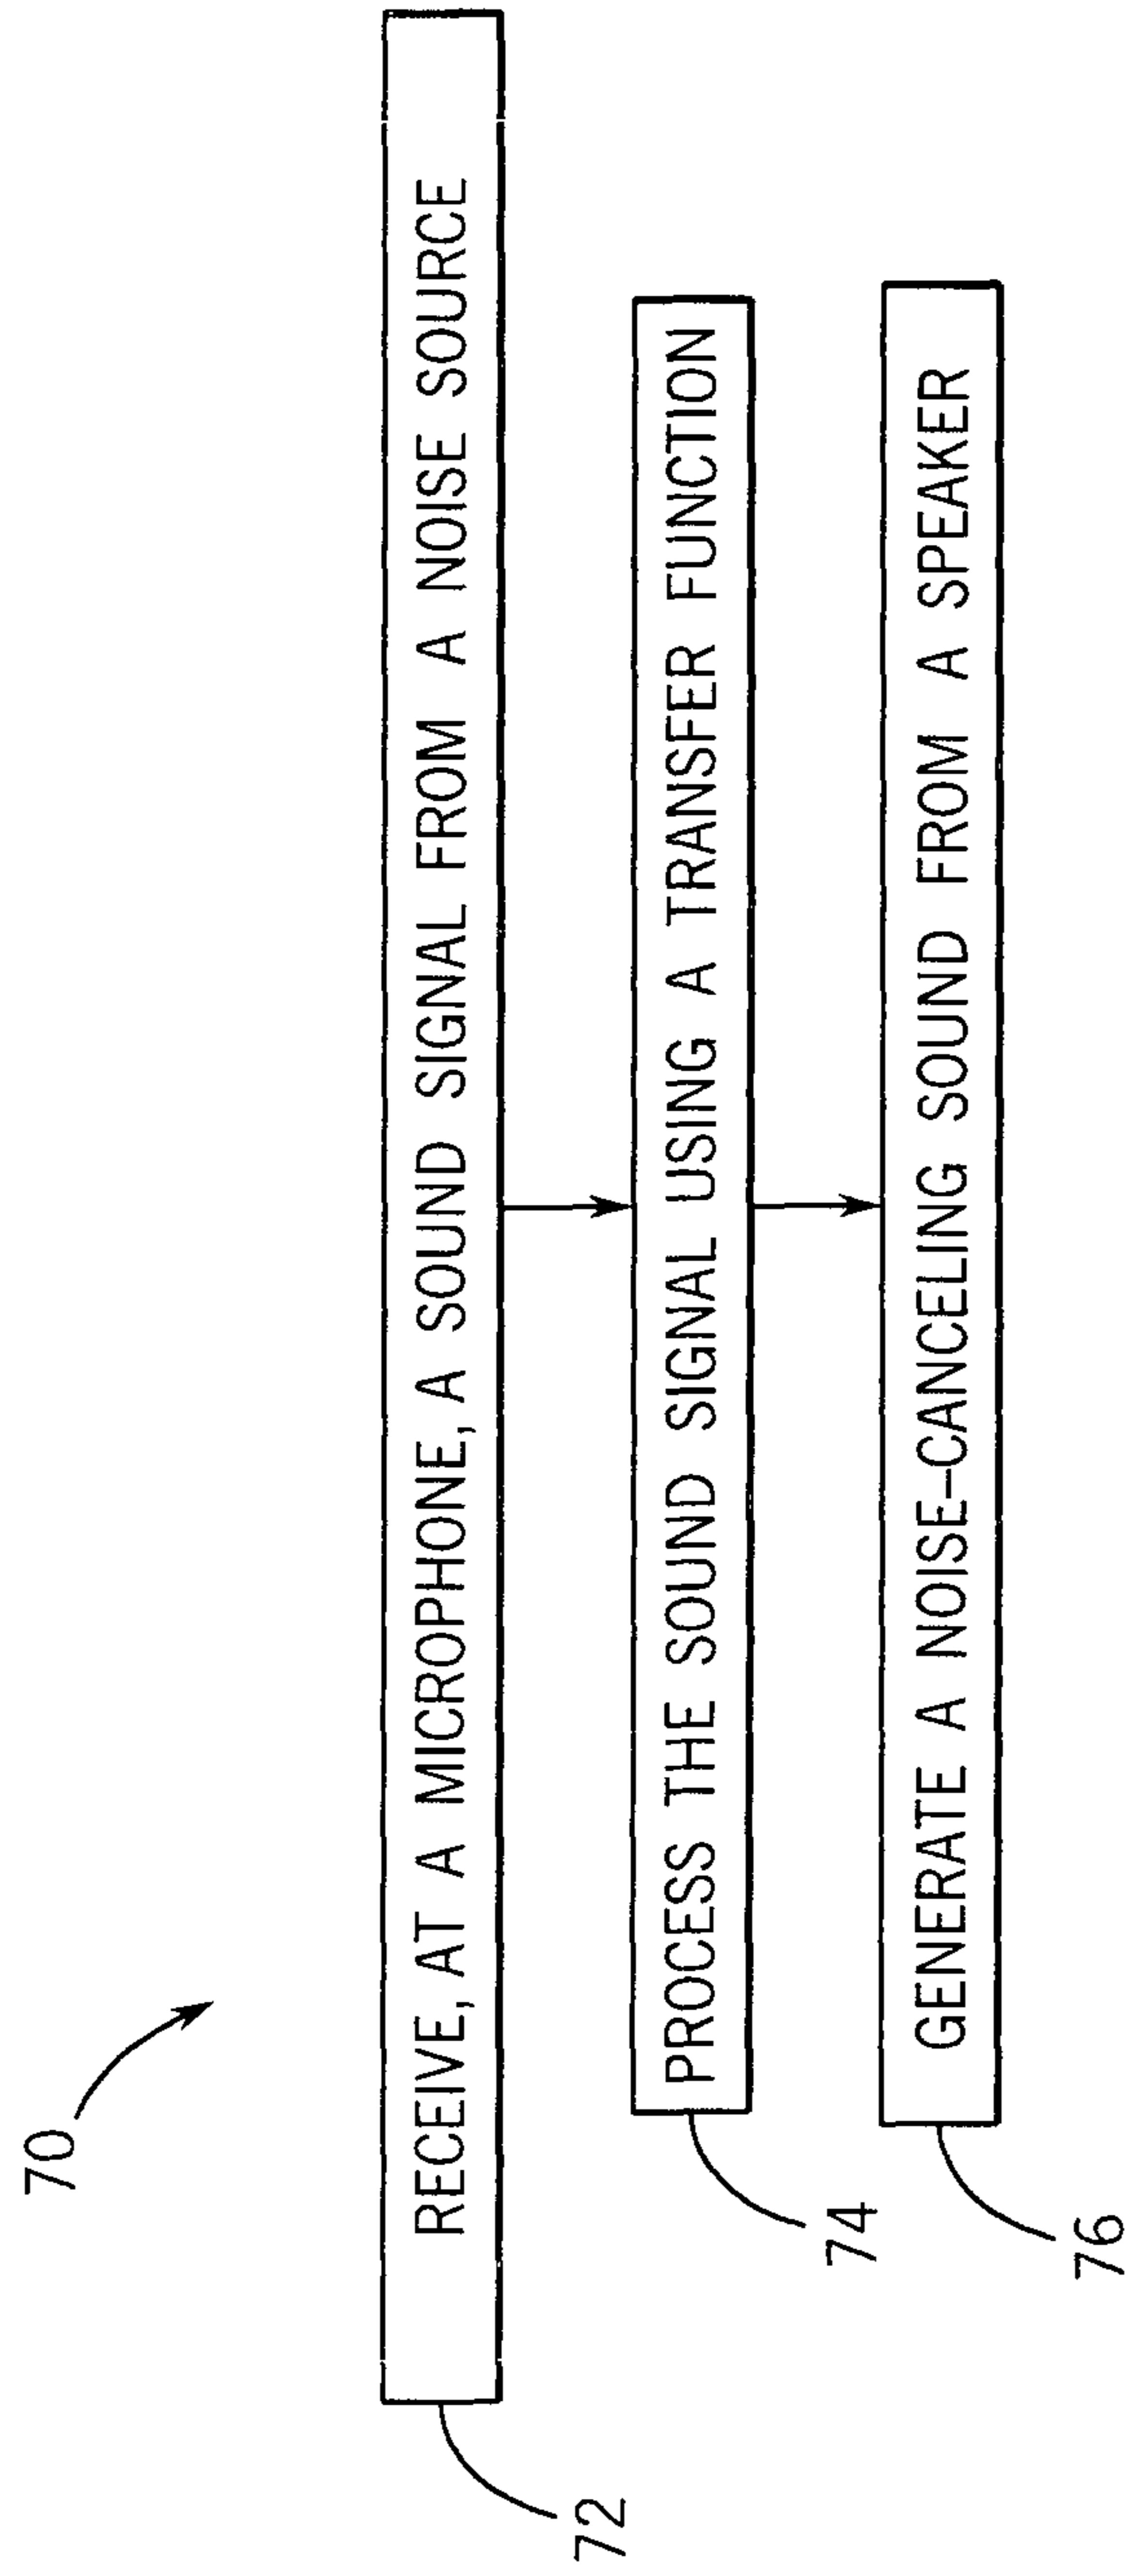 70
RECEIVE, AT A MICROPHONE, A SOUND SIGNAL FROM A NOISE SOURCE
72
PROCESS THE SOUND SIGNAL USING A TRANSFER FUNCTION
74
GENERATE A NOISE-CANCELING SOUND FROM A SPEAKER
76